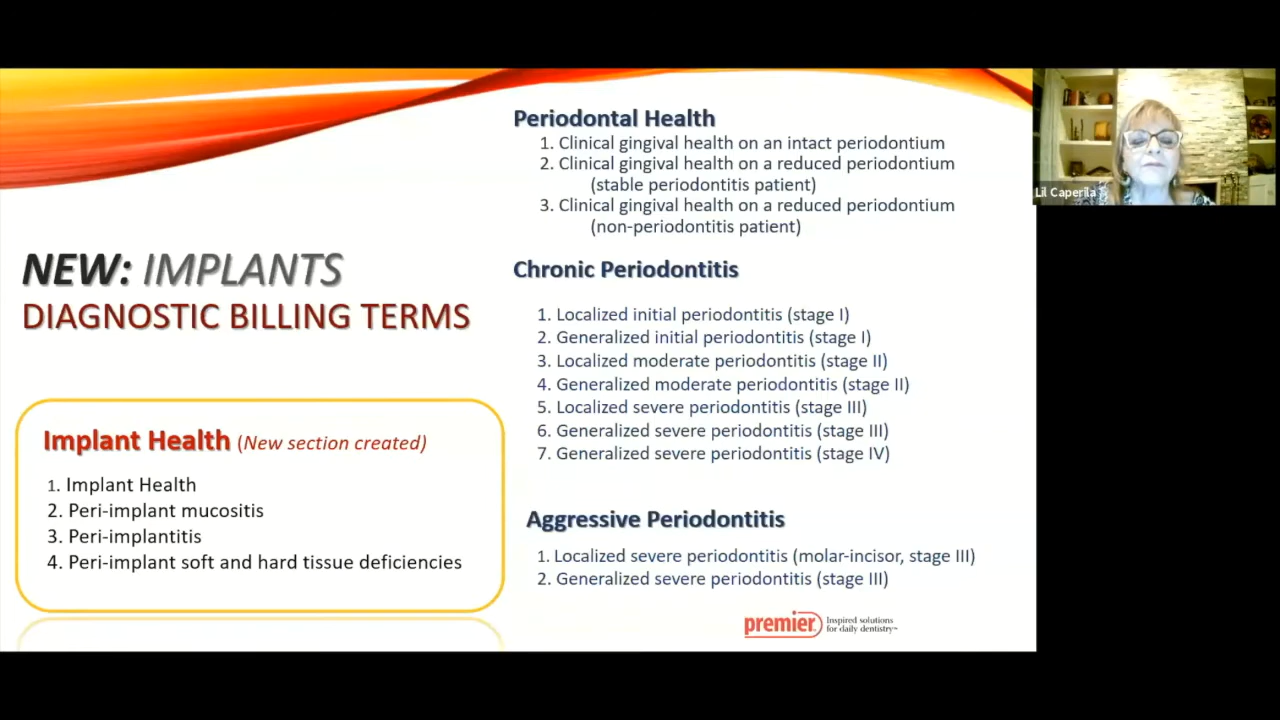 NEW: IMPLANTS
DIAGNOSTIC BILLING TERMS
Implant Health (New section created)
1. Implant Health
2. Peri-implant mucositis
3. Peri-implantitis
4. Peri-implant soft and hard tissue deficiencies
Periodontal Health
1. Clinical gingival health on an intact periodontium
2. Clinical gingival health on a reduced periodontium
(stable periodontitis patient)
3. Clinical gingival health on a reduced periodontium
(non-periodontitis patient)
Chronic Periodontitis
1. Localized initial periodontitis (stage I)
2. Generalized initial periodontitis (stage I)
3. Localized moderate periodontitis (stage II)
4. Generalized moderate periodontitis (stage II)
5. Localized severe periodontitis (stage III)
6. Generalized severe periodontitis (stage III)
7. Generalized severe periodontitis (stage IV)
Aggressive Periodontitis
1. Localized severe periodontitis (molar-incisor, stage III)
2. Generalized severe periodontitis (stage III)
premier
Inspired solutions
for daily dentistry™
Lil Caperila